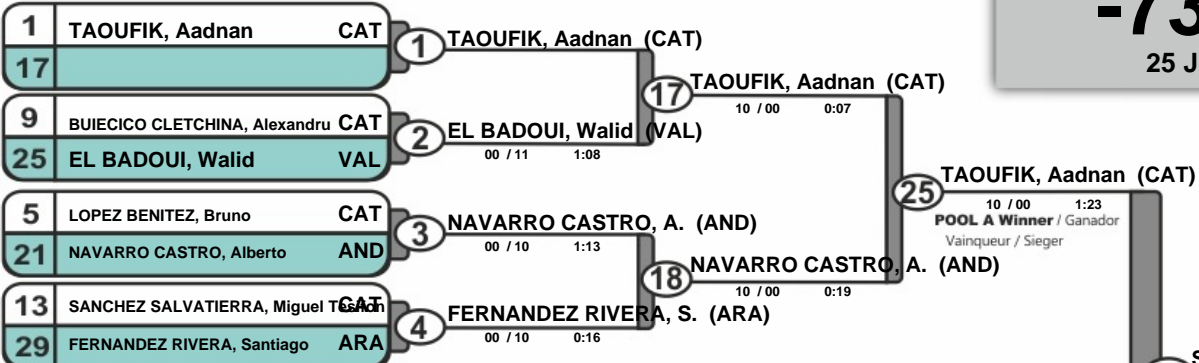 -73
25 J
1 TAOUFIK, Aadnan CAT
17
1 TAOUFIK, Aadnan (CAT)
17 TAOUFIK, Aadnan (CAT)
10 / 00 0:07
9 BUIECICO CLETCHINA, Alexandru CAT
25 EL BADOUI, Walid VAL
2 EL BADOUI, Walid (VAL)
00 / 11 1:08
25 TAOUFIK, Aadnan (CAT)
10 / 00 1:23
POOL A Winner / Ganador
Vainqueur / Sieger
5 LOPEZ BENITEZ, Bruno CAT
21 NAVARRO CASTRO, Alberto AND
3 NAVARRO CASTRO, A. (AND)
00 / 10 1:13
18 NAVARRO CASTRO, A. (AND)
10 / 00 0:19
13 SANCHEZ SALVATIERRA, Miguel CAT
29 FERNANDEZ RIVERA, Santiago ARA
4 FERNANDEZ RIVERA, S. (ARA)
00 / 10 0:16